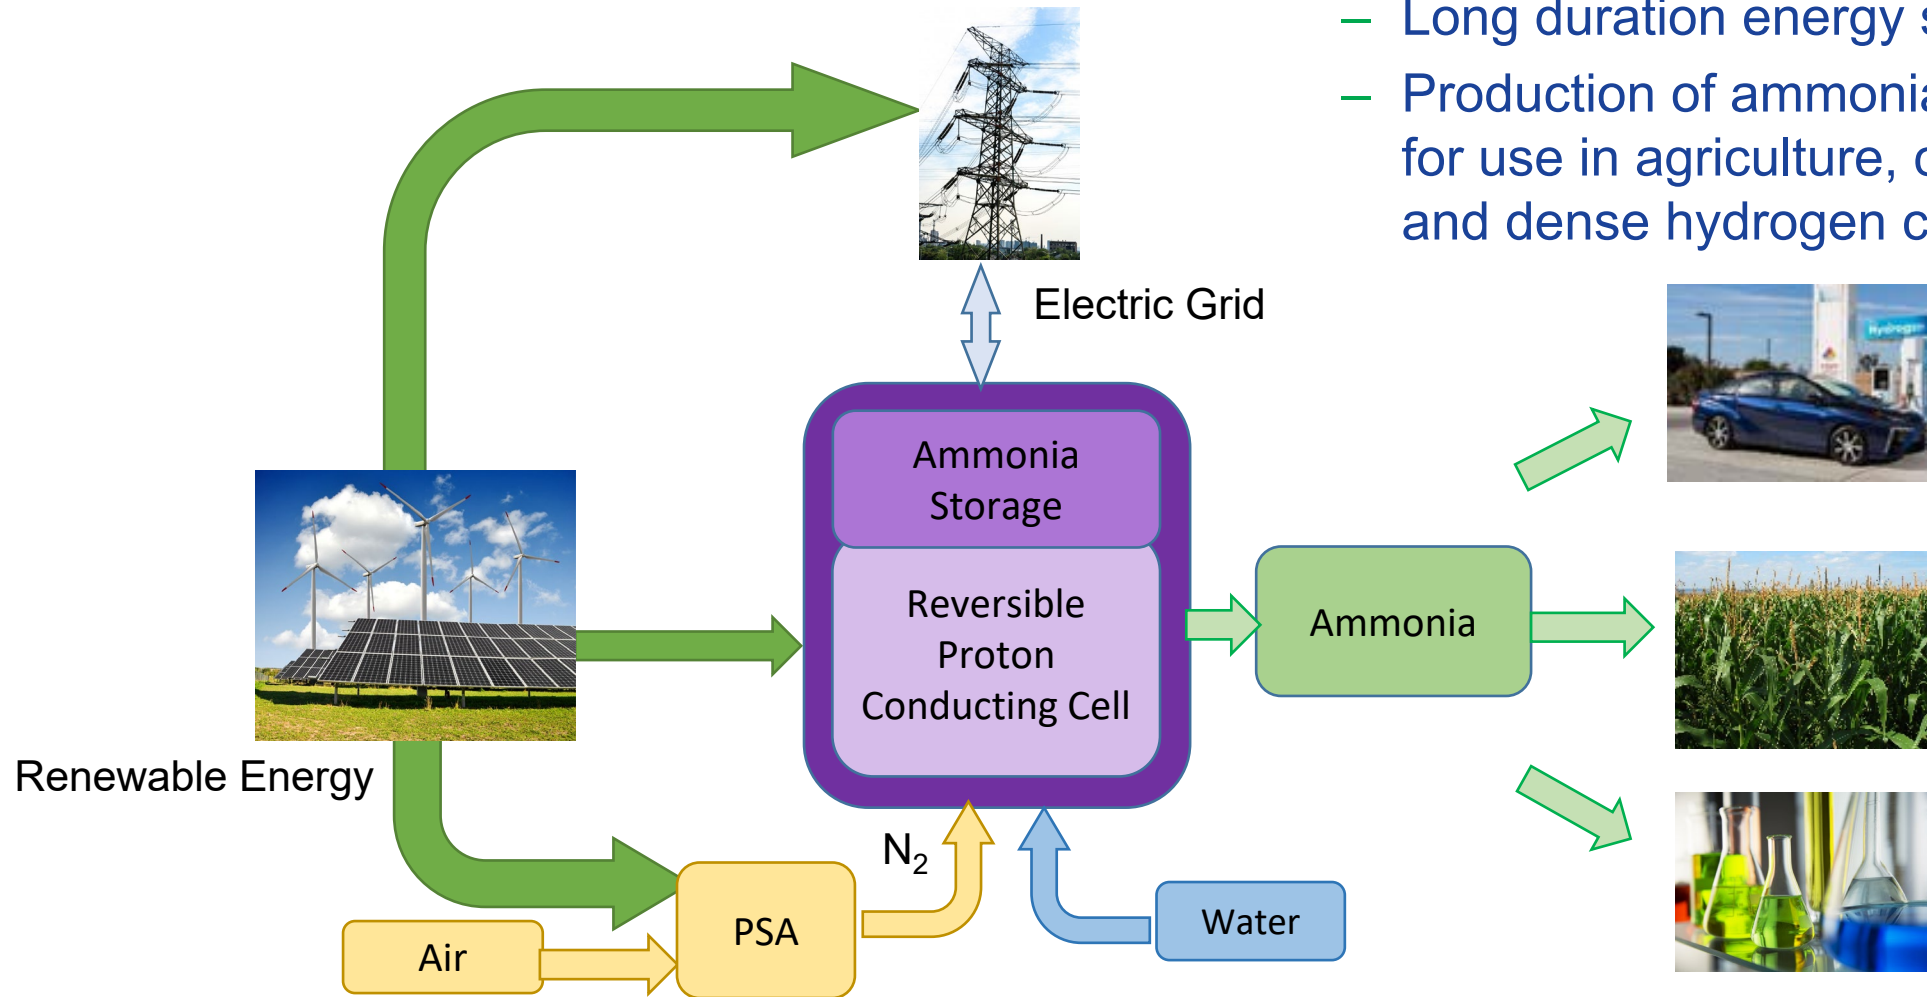 – Long duration energy
– Production of ammonia
for use in agriculture,
and dense hydrogen
Electric Grid
Hydrogen
Ammonia
Storage
Reversible
Proton
Conducting Cell
Ammonia
Renewable Energy
N₂
PSA
Water
Air